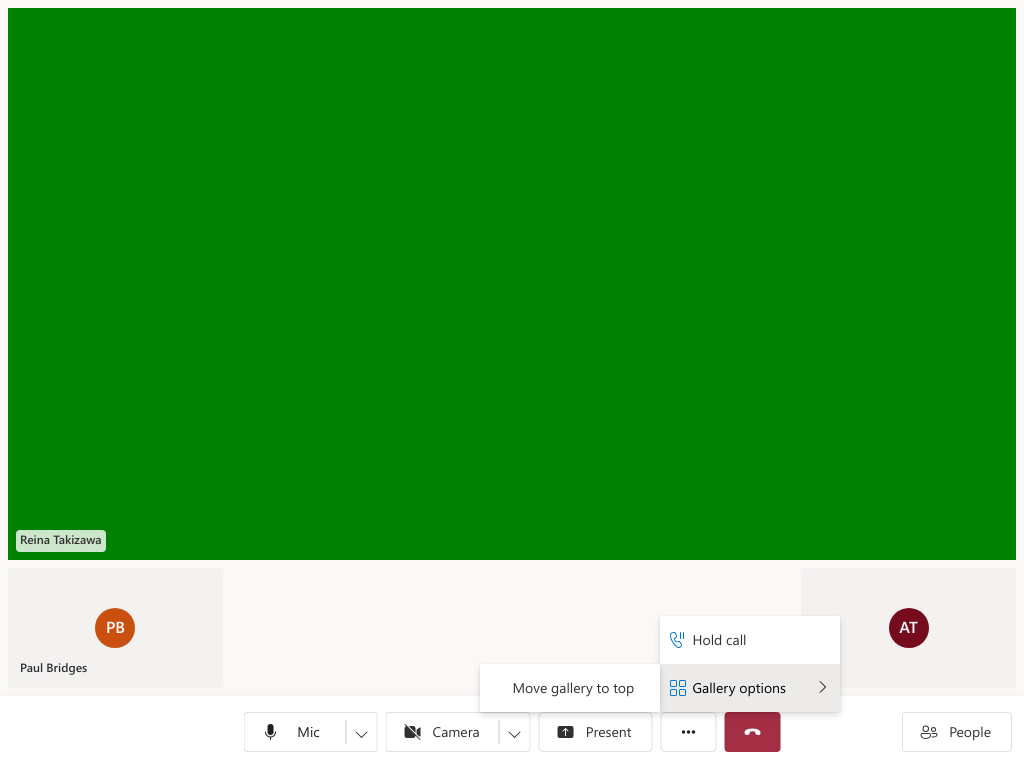 Reina Takizawa
PB
Paul Bridges
AT
Hold call
Move gallery to top
Gallery options
Mic
Camera
Present
People